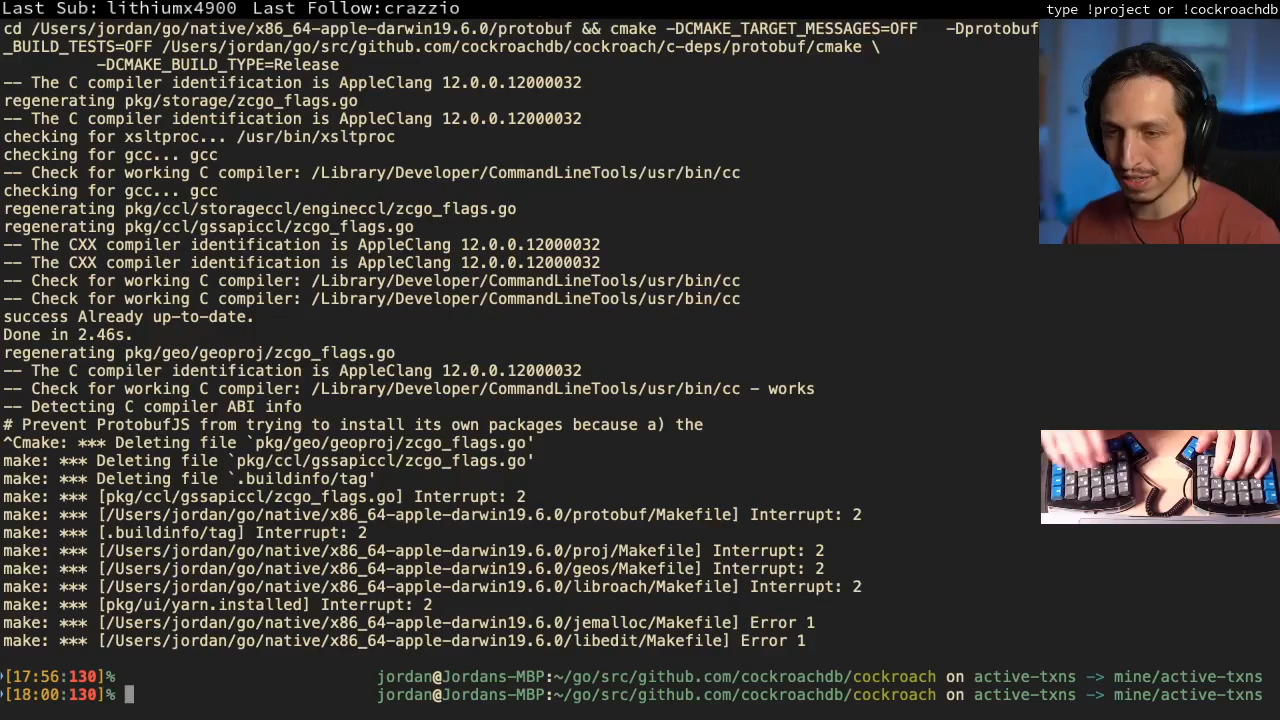 Last Sub: lithiumx4900  Last Follow:crazzio
type !project or !cockroachdb
cd /Users/jordan/go/native/x86_64-apple-darwin19.6.0/protobuf && cmake -DCMAKE_TARGET_MESSAGES=OFF   -Dprotobuf
_BUILD_TESTS=OFF /Users/jordan/go/src/github.com/cockroachdb/cockroach/c-deps/protobuf/cmake \
          -DCMAKE_BUILD_TYPE=Release
-- The C compiler identification is AppleClang 12.0.0.12000032
regenerating pkg/storage/zcgo_flags.go
-- The C compiler identification is AppleClang 12.0.0.12000032
checking for xsltproc... /usr/bin/xsltproc
checking for gcc... gcc
-- Check for working C compiler: /Library/Developer/CommandLineTools/usr/bin/cc
checking for gcc... gcc
regenerating pkg/ccl/storageccl/engineccl/zcgo_flags.go
regenerating pkg/ccl/gssapiccl/zcgo_flags.go
-- The CXX compiler identification is AppleClang 12.0.0.12000032
-- The CXX compiler identification is AppleClang 12.0.0.12000032
-- Check for working C compiler: /Library/Developer/CommandLineTools/usr/bin/cc
-- Check for working C compiler: /Library/Developer/CommandLineTools/usr/bin/cc
success Already up-to-date.
Done in 2.46s.
regenerating pkg/geo/geoproj/zcgo_flags.go
-- The C compiler identification is AppleClang 12.0.0.12000032
-- Check for working C compiler: /Library/Developer/CommandLineTools/usr/bin/cc - works
-- Detecting C compiler ABI info
# Prevent ProtobufJS from trying to install its own packages because a) the
^Cmake: *** Deleting file `pkg/geo/geoproj/zcgo_flags.go'
make: *** Deleting file `pkg/ccl/gssapiccl/zcgo_flags.go'
make: *** Deleting file `.buildinfo/tag'
make: *** [pkg/ccl/gssapiccl/zcgo_flags.go] Interrupt: 2
make: *** [/Users/jordan/go/native/x86_64-apple-darwin19.6.0/protobuf/Makefile] Interrupt: 2
make: *** [.buildinfo/tag] Interrupt: 2
make: *** [/Users/jordan/go/native/x86_64-apple-darwin19.6.0/proj/Makefile] Interrupt: 2
make: *** [/Users/jordan/go/native/x86_64-apple-darwin19.6.0/geos/Makefile] Interrupt: 2
make: *** [/Users/jordan/go/native/x86_64-apple-darwin19.6.0/libroach/Makefile] Interrupt: 2
make: *** [pkg/ui/yarn.installed] Interrupt: 2
make: *** [/Users/jordan/go/native/x86_64-apple-darwin19.6.0/jemalloc/Makefile] Error 1
make: *** [/Users/jordan/go/native/x86_64-apple-darwin19.6.0/libedit/Makefile] Error 1
[17:56:130]% jordan@Jordans-MBP:~/go/src/github.com/cockroachdb/cockroach on active-txns -> mine/active-txns
[18:00:130]% jordan@Jordans-MBP:~/go/src/github.com/cockroachdb/cockroach on active-txns -> mine/active-txns